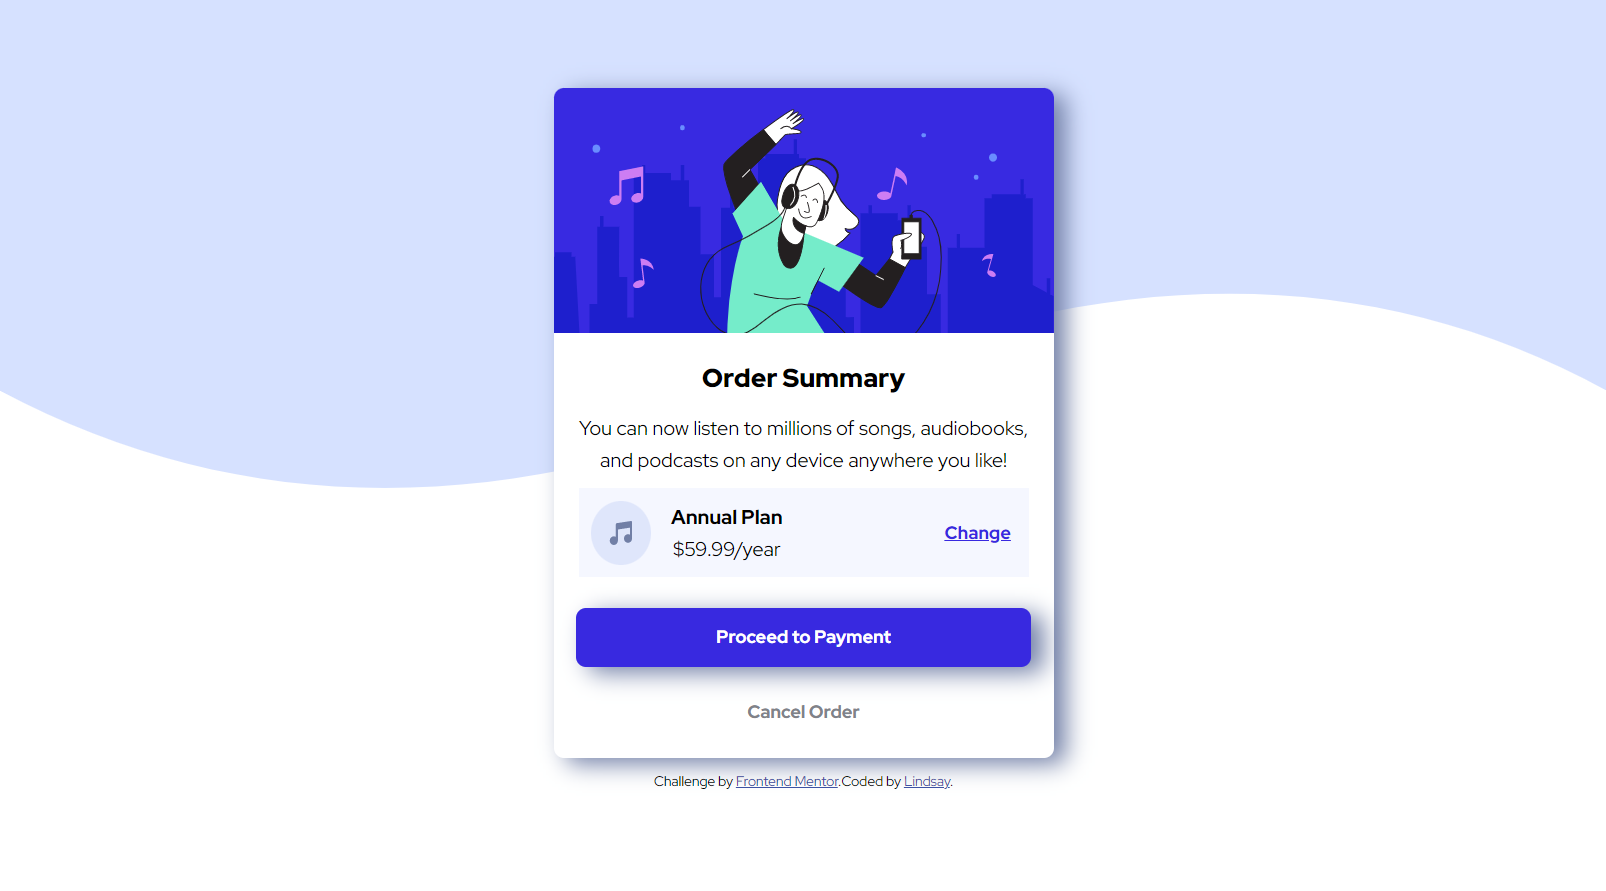 Order Summary
You can now listen to millions of songs, audiobooks,
and podcasts on any device anywhere you like!
Annual Plan
$59.99/year
Change
Proceed to Payment
Cancel Order
Challenge by Frontend Mentor.Coded by Lindsay.